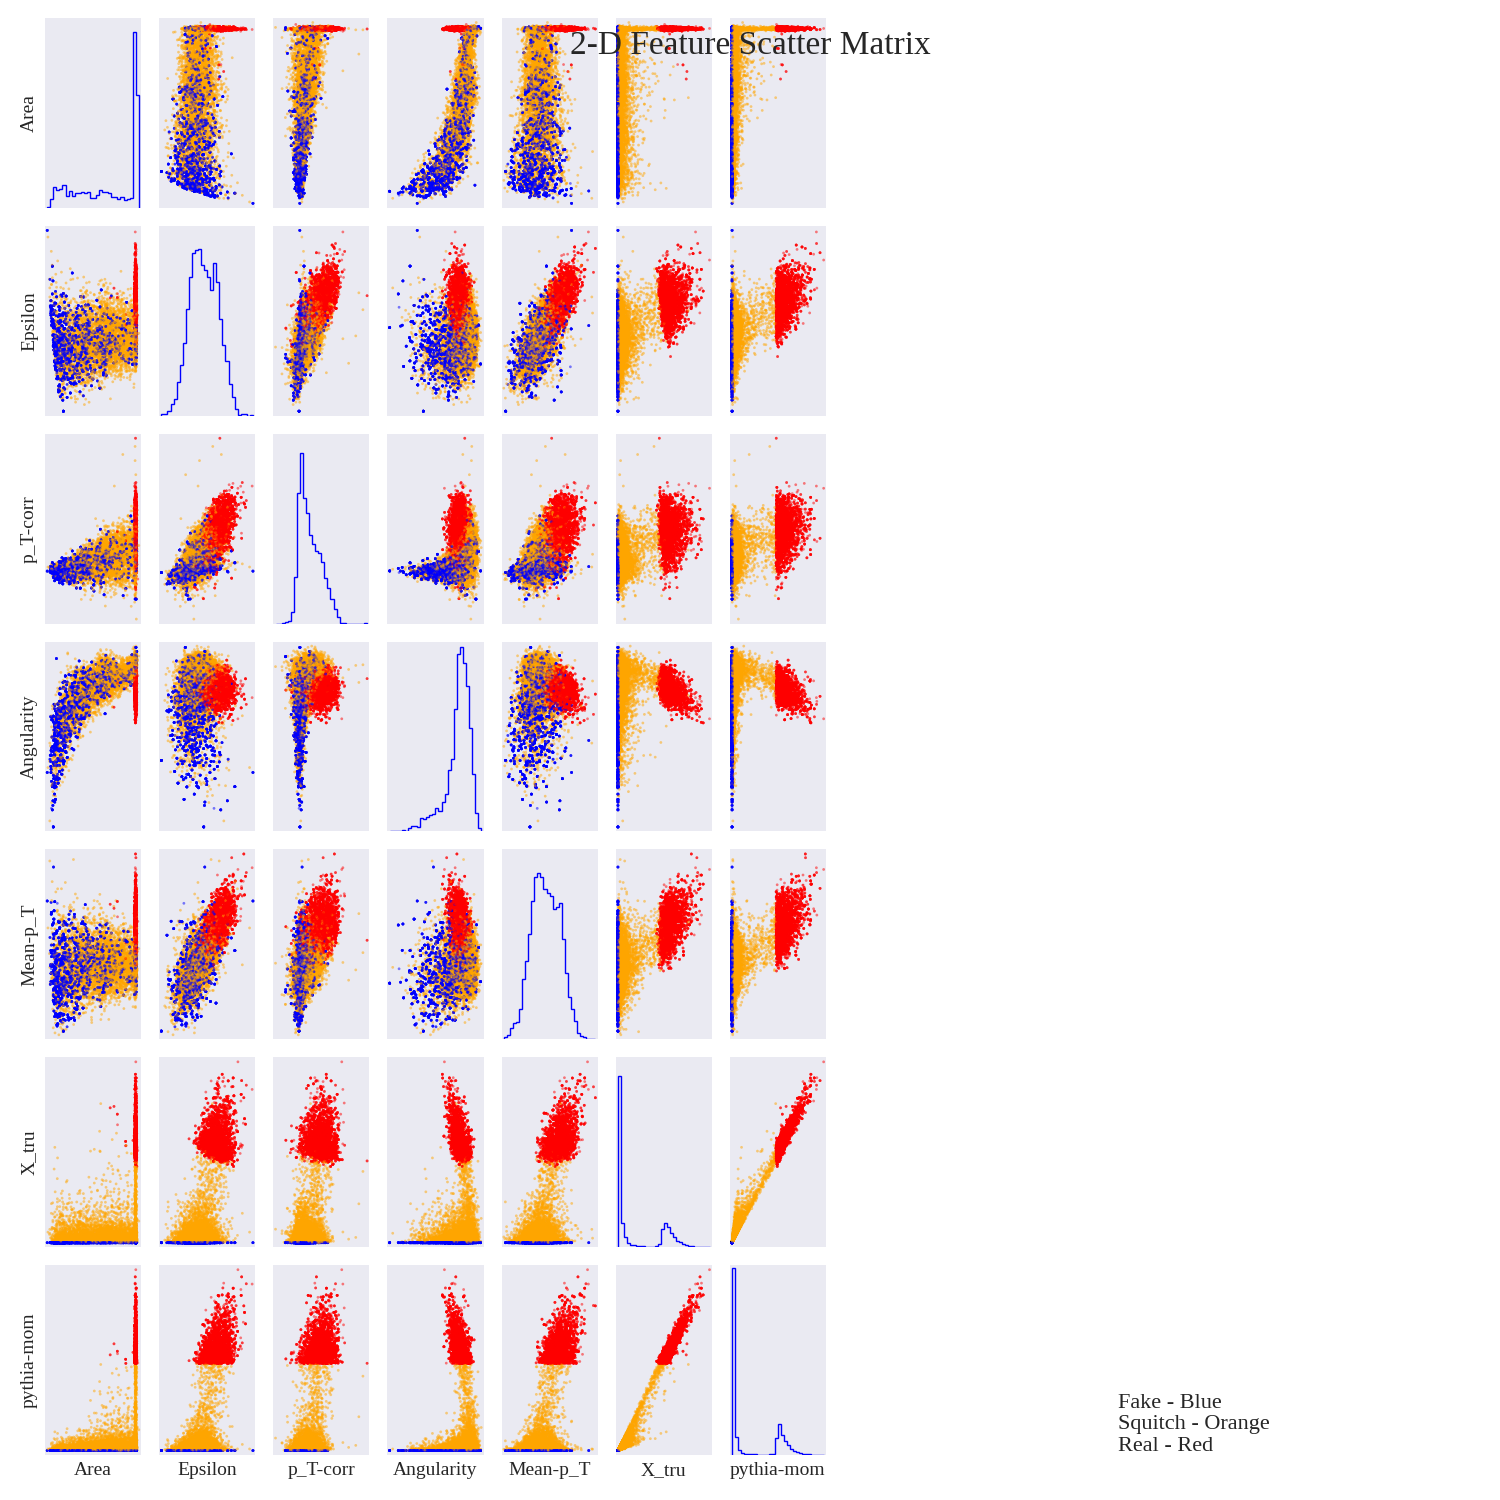 2-D Feature Scatter Matrix
Area
Epsilon
p_T-corr
Angularity
Mean-p_T
X_tru
pythia-mom
Area
Epsilon
p_T-corr
Angularity
Mean-p_T
X_tru
pythia-mom
Fake - Blue
Squitch - Orange
Real - Red